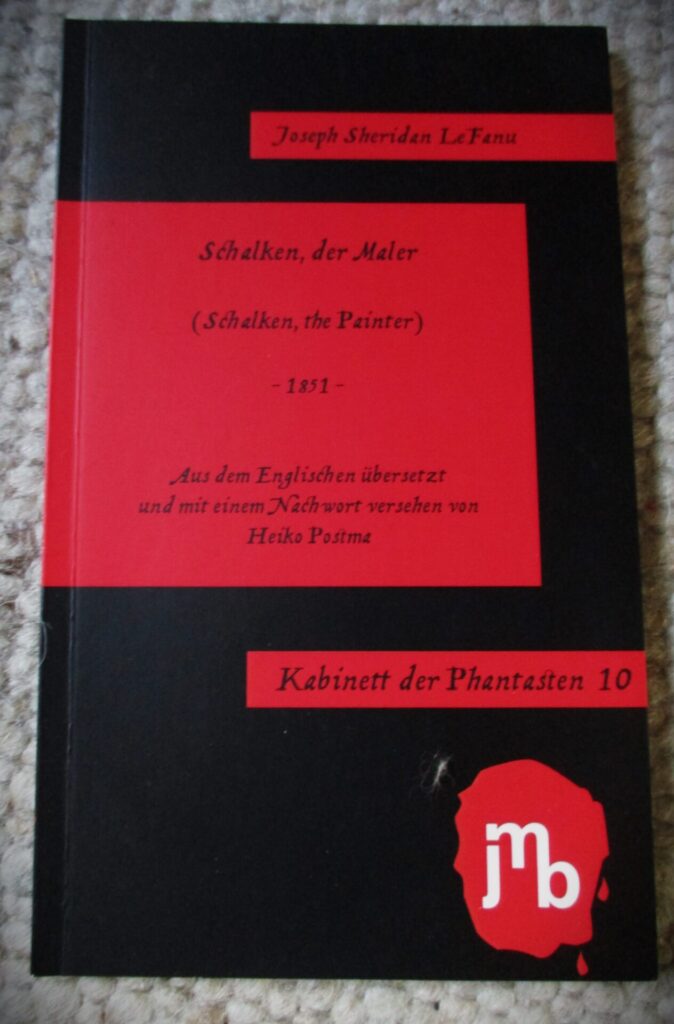 Joseph Sheridan LeFanu
Schalken, der Maler
(Schalken, the Painter)
- 1851 -
Aus dem Englischen übersetzt
und mit einem Nachwort versehen von
Heiko Postma
Kabinett der Phantasten 10
jmb